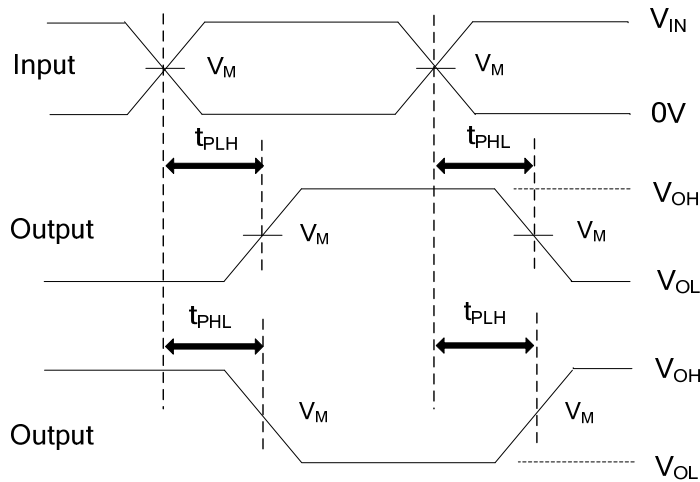 V_IN
Input V_M V_M
0V
t_PLH t_PHL
V_OH
Output V_M V_M
V_OL
t_PHL t_PLH
V_OH
Output V_M V_M
V_OL